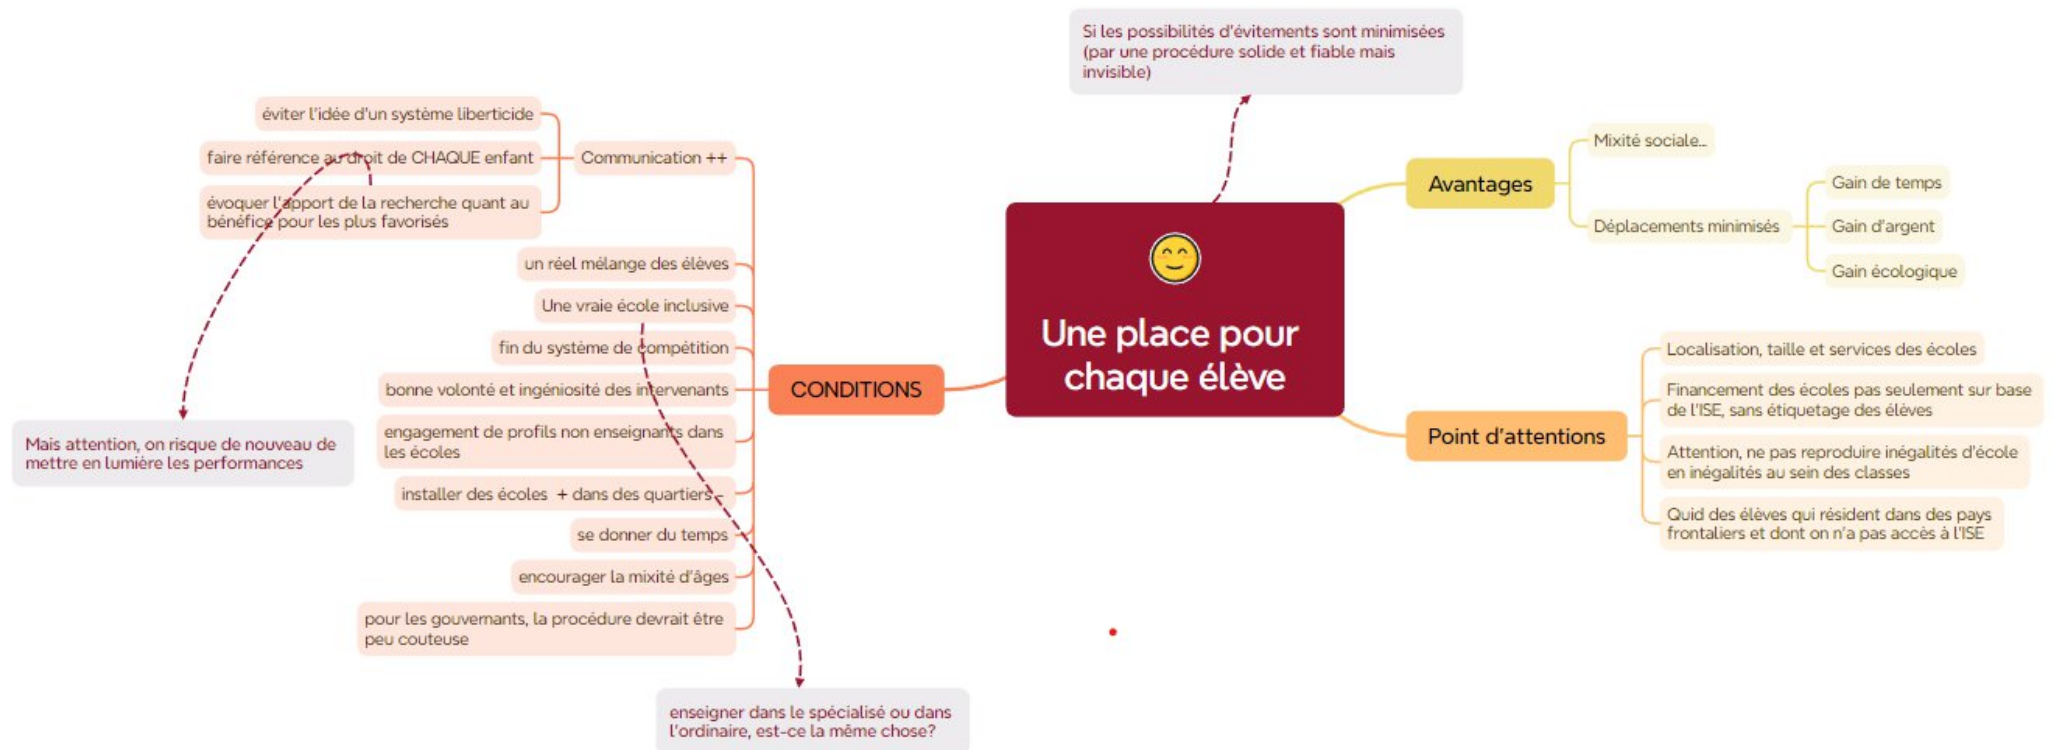 Si les possibilités d'évitements sont minimisées
(par une procédure solide et fiable mais
invisible)
éviter l'idée d'un système liberticide
faire référence au droit de CHAQUE enfant
Communication ++
évoquer l'apport de la recherche quant au
bénéfice pour les plus favorisés
un réel mélange des élèves
Une vraie école inclusive
fin du système de compétition
bonne volonté et ingéniosité des intervenants
engagement de profils non enseignants dans
les écoles
installer des écoles + dans des quartiers -
se donner du temps
encourager la mixité d'âges
pour les gouvernants, la procédure devrait être
peu couteuse
CONDITIONS
Mais attention, on risque de nouveau de
mettre en lumière les performances
enseigner dans le spécialisé ou dans
l'ordinaire, est-ce la même chose?
Une place pour
chaque élève
Avantages
Mixité sociale...
Déplacements minimisés
Gain de temps
Gain d'argent
Gain écologique
Point d'attentions
Localisation, taille et services des écoles
Financement des écoles pas seulement sur base
de l'ISE, sans étiquetage des élèves
Attention, ne pas reproduire inégalités d'école
en inégalités au sein des classes
Quid des élèves qui résident dans des pays
frontaliers et dont on n'a pas accès à l'ISE